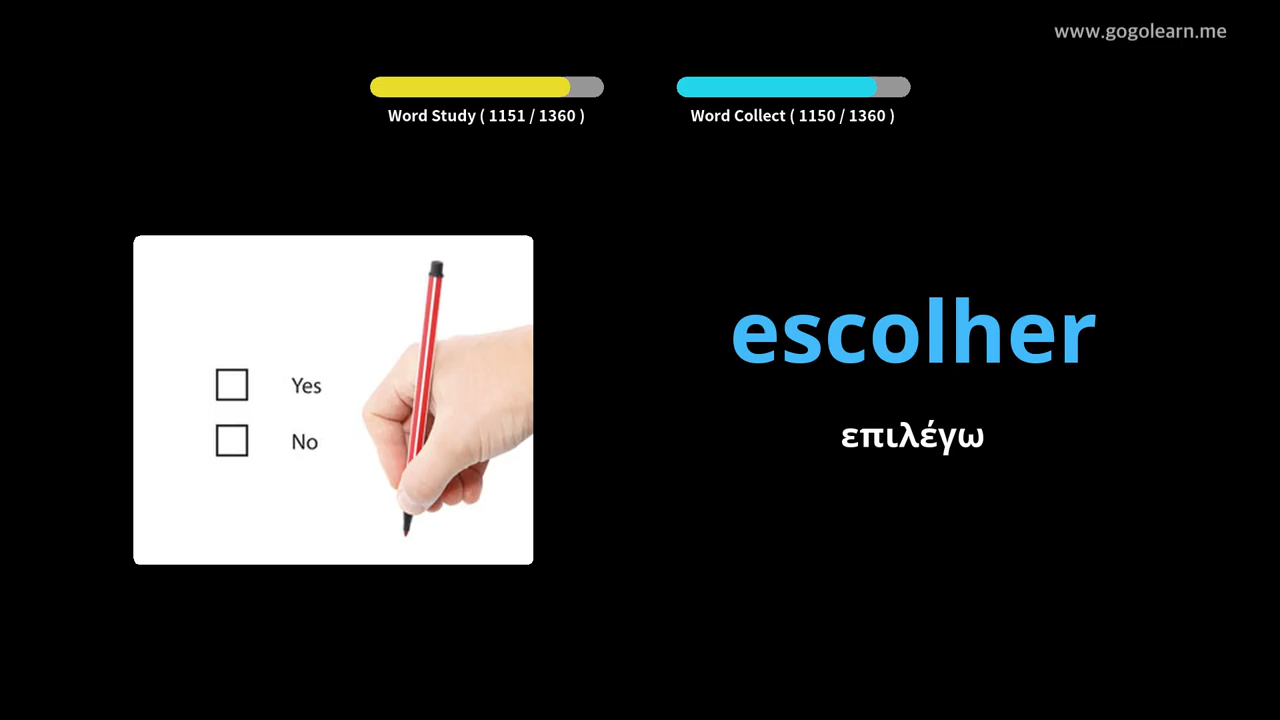 www.gogolearn.me
Word Study ( 1151 / 1360 )
Word Collect ( 1150 / 1360 )
Yes
No
escolher
επιλέγω